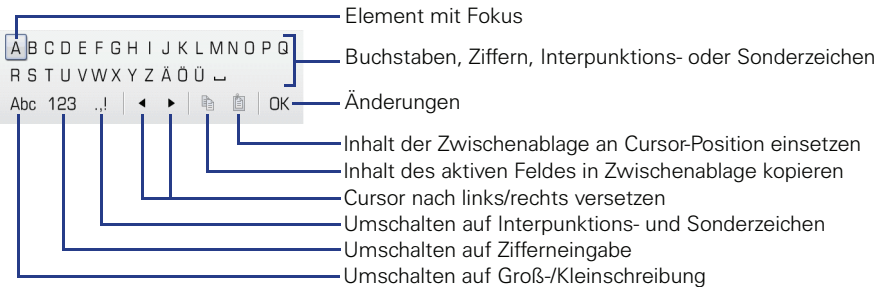 Element mit Fokus
A B C D E F G H I J K L M N O P Q
Buchstaben, Ziffern, Interpunktions- oder Sonderzeichen
R S T U V W X Y Z Ä Ö Ü ⌴
Abc 123 .,! ◂ ▸ OK
Änderungen
Inhalt der Zwischenablage an Cursor-Position einsetzen
Inhalt des aktiven Feldes in Zwischenablage kopieren
Cursor nach links/rechts versetzen
Umschalten auf Interpunktions- und Sonderzeichen
Umschalten auf Zifferneingabe
Umschalten auf Groß-/Kleinschreibung